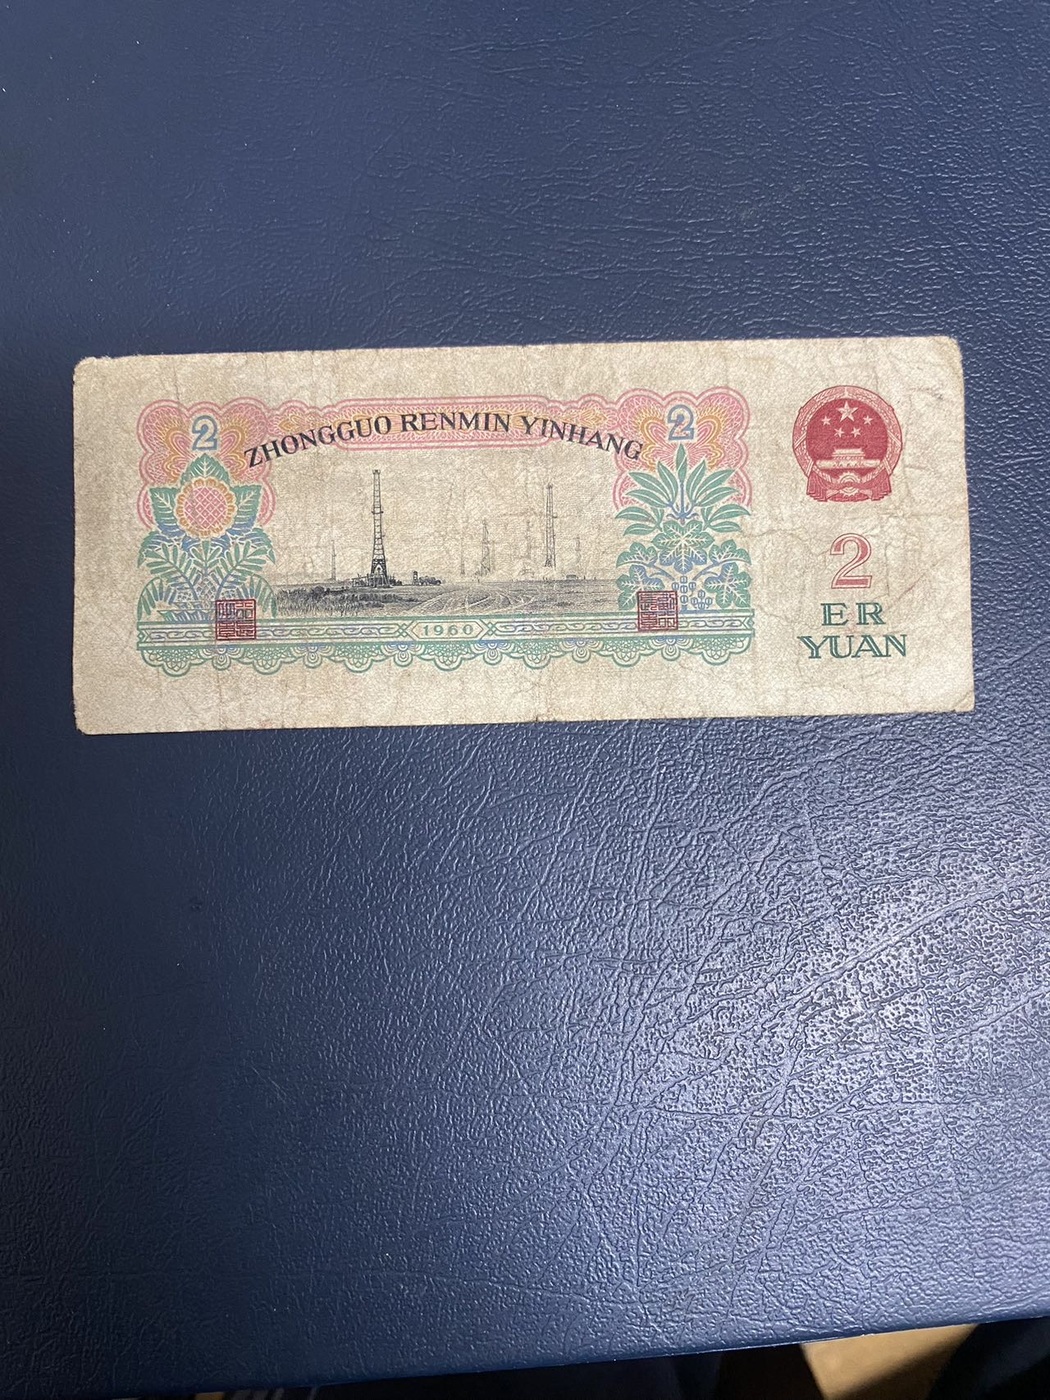 2
ZHONGGUO RENMIN YINHANG
2
1960
2
ER
YUAN